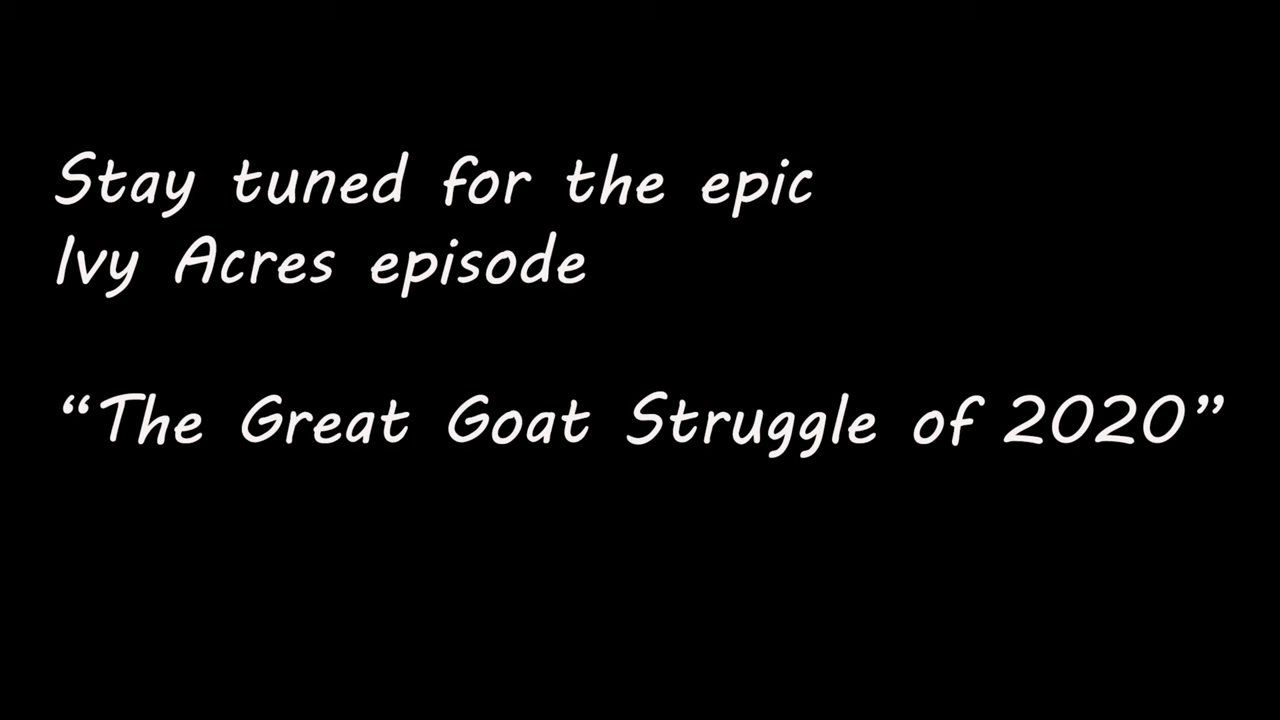 Stay tuned for the epic
Ivy Acres episode
“The Great Goat Struggle of 2020”